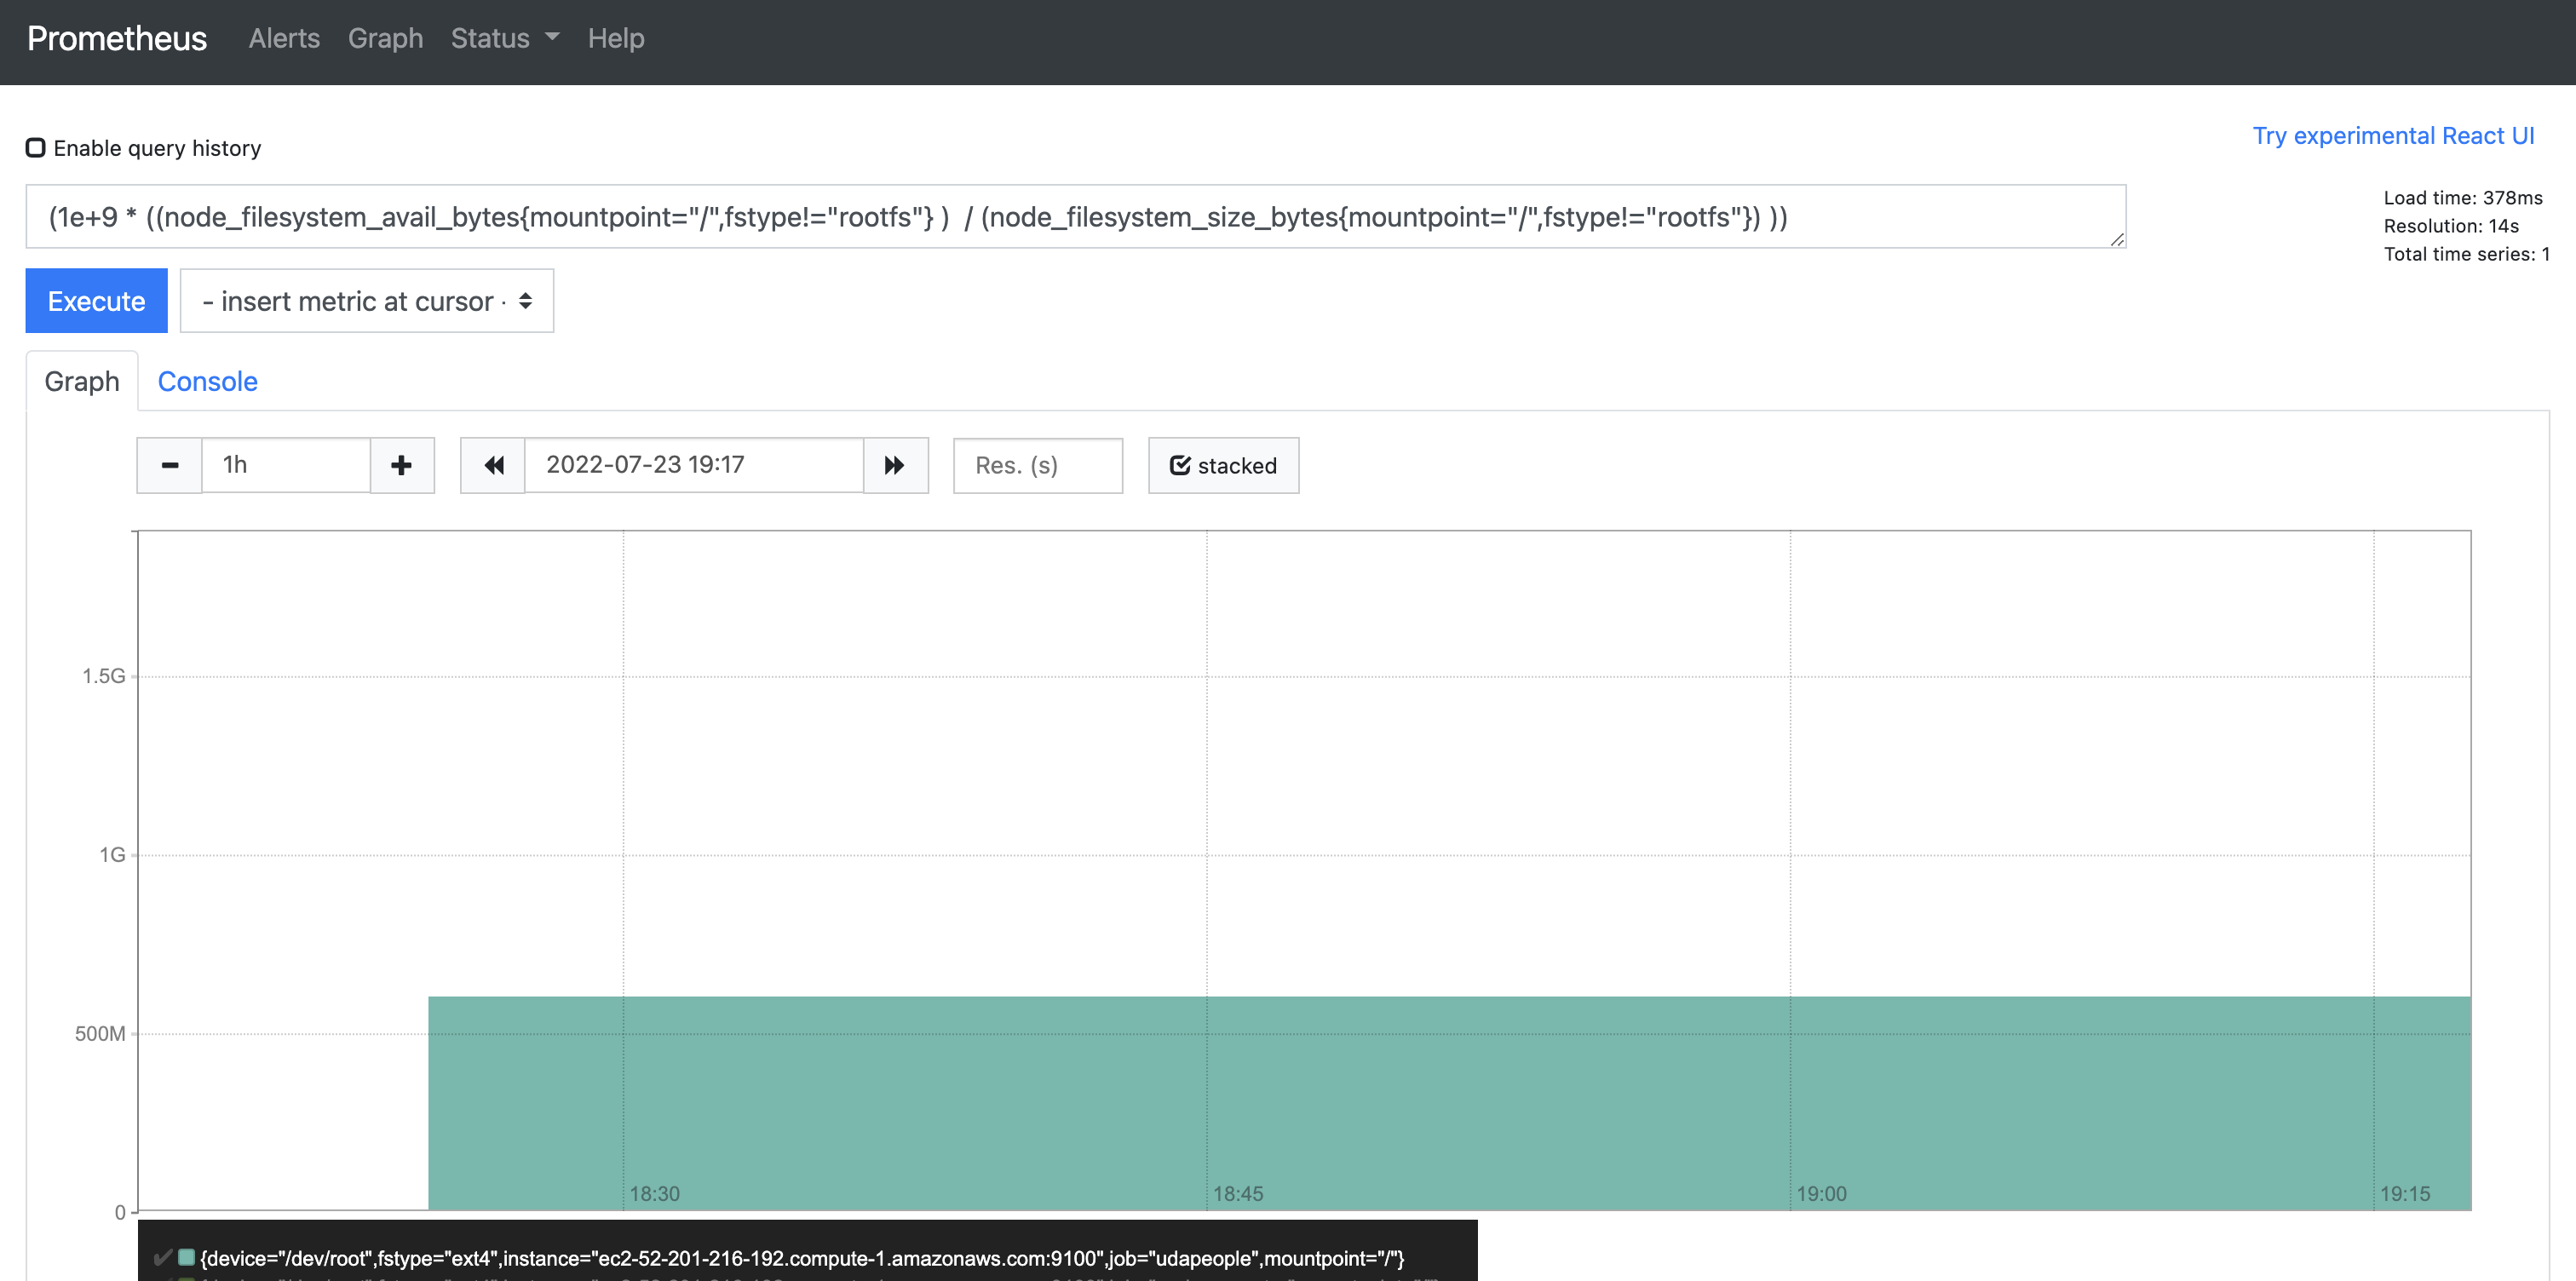 Prometheus Alerts Graph Status Help
Enable query history
Try experimental React UI
(1e+9 * ((node_filesystem_avail_bytes{mountpoint="/",fstype!="rootfs"} )  / (node_filesystem_size_bytes{mountpoint="/",fstype!="rootfs"}) ))
Load time: 378ms
Resolution: 14s
Total time series: 1
Execute
- insert metric at cursor -
Graph Console
1h
2022-07-23 19:17
Res. (s)
stacked
1.5G
1G
500M
0
18:30 18:45 19:00 19:15
{device="/dev/root",fstype="ext4",instance="ec2-52-201-216-192.compute-1.amazonaws.com:9100",job="udapeople",mountpoint="/"}